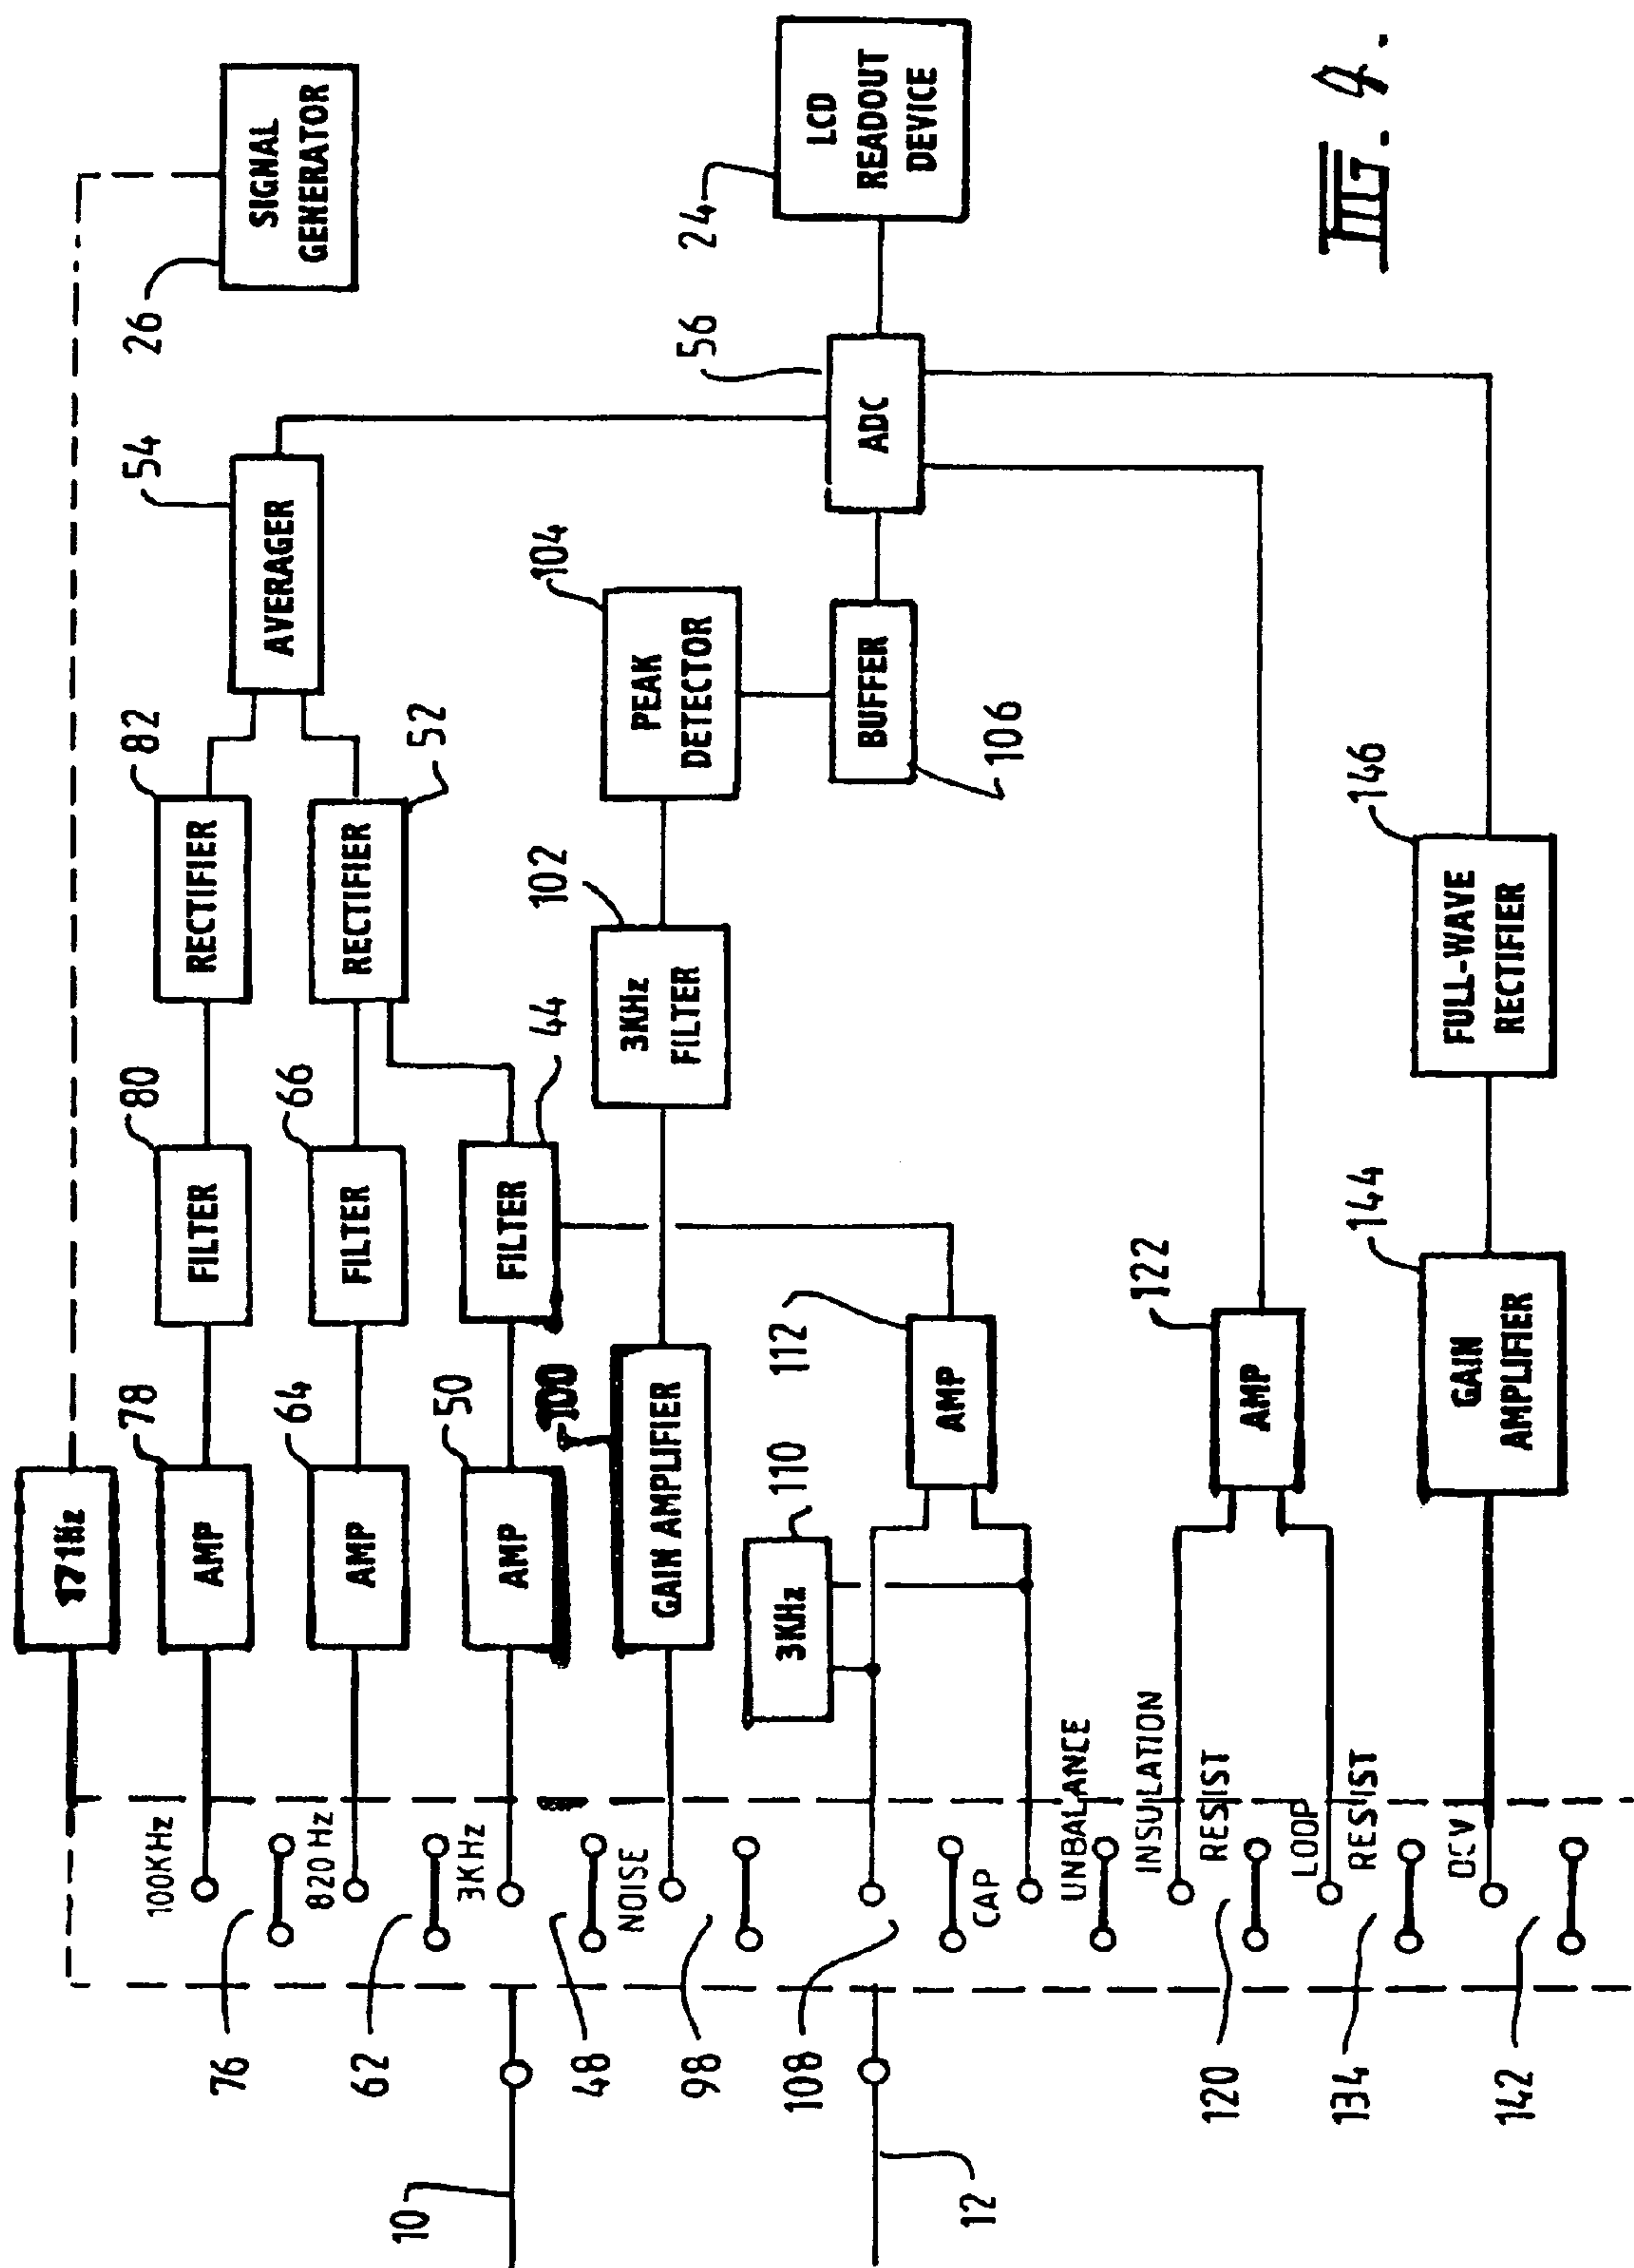 171Hz
SIGNAL
GENERATOR
26
100KHz
76
AMP
78
FILTER
80
RECTIFIER
82
AVERAGER
54
820Hz
62
AMP
64
FILTER
66
RECTIFIER
52
3KHz
48
AMP
50
FILTER
44
NOISE
98
GAIN AMPLIFIER
100
3KHz
FILTER
102
PEAK
DETECTOR
104
BUFFER
106
ADC
56
LCD
READOUT
DEVICE
24
10
12
108
CAP
3KHz
110
AMP
112
UNBALANCE
INSULATION
RESIST
120
LOOP
RESIST
134
AMP
122
DCV
142
GAIN
AMPLIFIER
144
FULL-WAVE
RECTIFIER
146
FIG. 4.